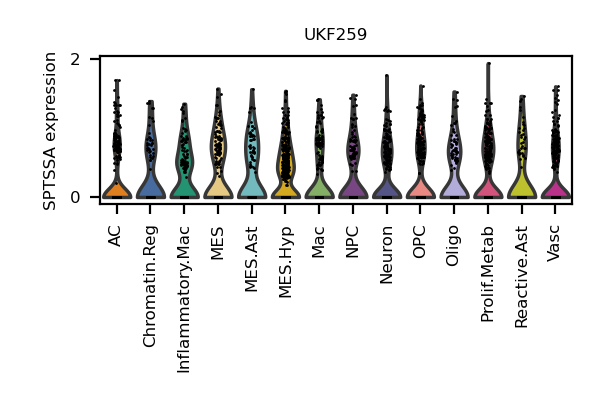 UKF259
SPTSSA expression
2
0
AC
Chromatin.Reg
Inflammatory.Mac
MES
MES.Ast
MES.Hyp
Mac
NPC
Neuron
OPC
Oligo
Prolif.Metab
Reactive.Ast
Vasc